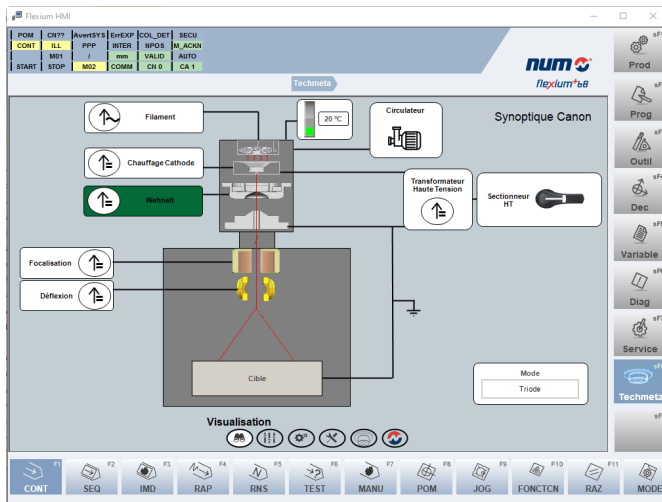 Flexium HMI
POM CN?? AvertSYS ErrEXP COL_DET SECU
CONT ILL PPP INTER NPOS M_ACKN
M01 / mm VALID AUTO
START STOP M02 COMM CN 0 CA 1
num
flexium+68
Techmeta
Synoptique Canon
Filament
20 °C
Circulateur
Chauffage Cathode
Wehnelt
Transformateur
Haute Tension
Sectionneur
HT
Focalisation
Déflexion
Cible
Mode
Triode
Visualisation
Prod
Prog
Outil
sF4
Dec
Variable
Diag
Service
Techmeta
F1 CONT
F2 SEQ
F3 IMD
F4 RAP
F5 RNS
F6 TEST
F7 MANU
F8 POM
F9 JOG
F10 FONCTCN
F11 RAZ
MODE